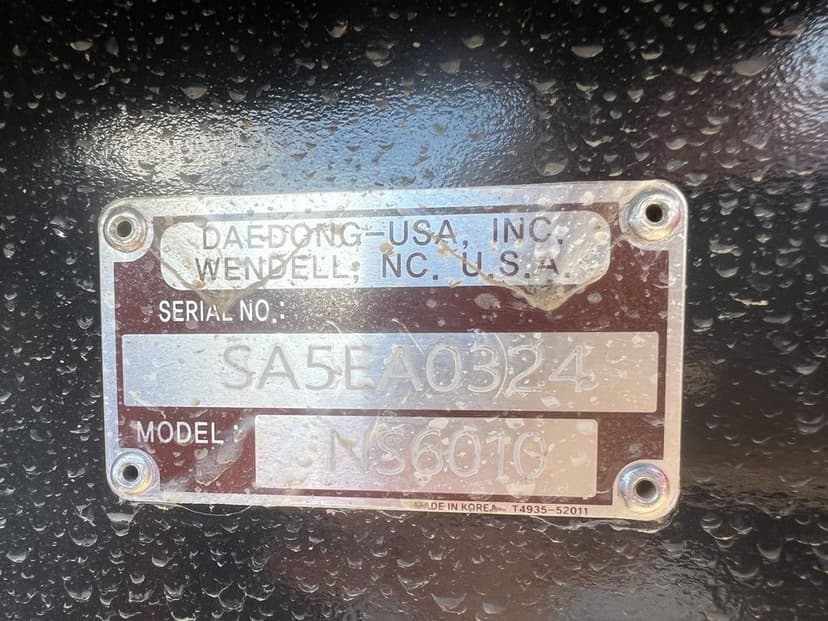 DAEDONG-USA, INC.
WENDELL, NC. U.S.A
SERIAL NO.:
SA5EA0324
MODEL:
NS6010
MADE IN KOREA T4935-52011